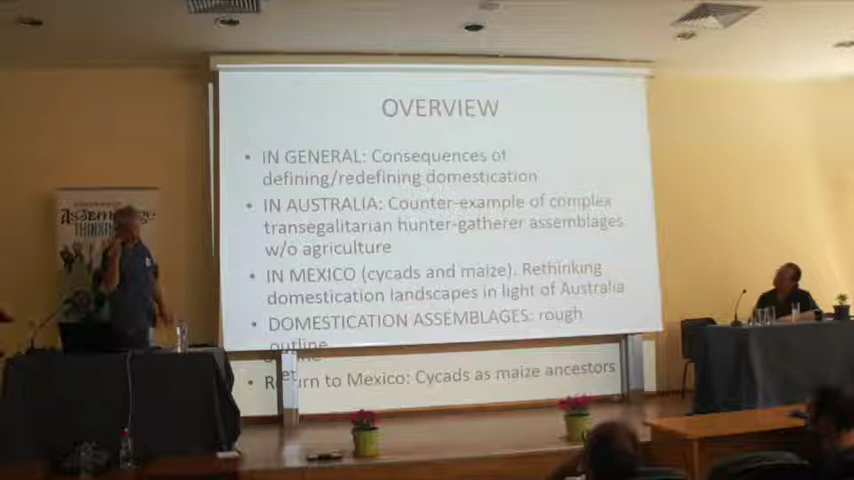 OVERVIEW
• IN GENERAL: Consequences of
defining/redefining domestication
• IN AUSTRALIA: Counter-example of complex
transegalitarian hunter-gatherer assemblages
w/o agriculture
• IN MEXICO (cycads and maize). Rethinking
domestication landscapes in light of Australia
• DOMESTICATION ASSEMBLAGES: rough
outline
• Return to Mexico: Cycads as maize ancestors